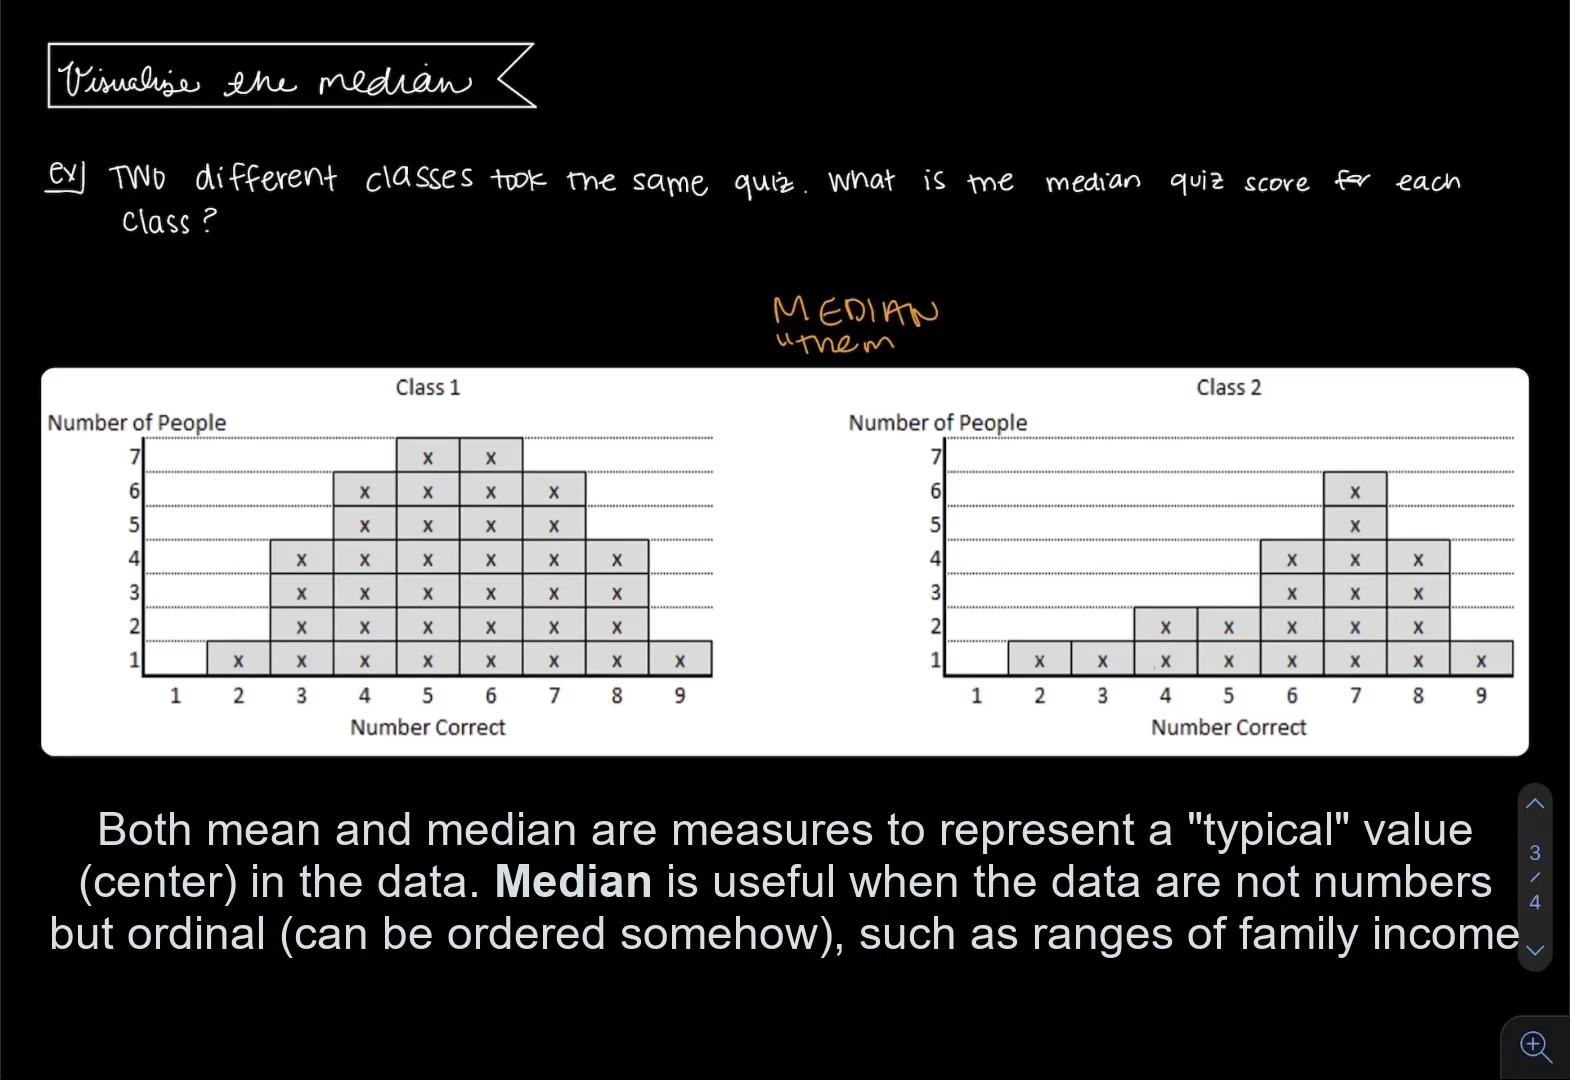 Visualize the median
ex] Two different classes took the same quiz. What is the median quiz score for each
class?
MEDIAN
"them
Class 1
Number of People
7 x x
6 x x x x
5 x x x x
4 x x x x x x
3 x x x x x x
2 x x x x x x
1 x x x x x x x x
1 2 3 4 5 6 7 8 9
Number Correct
Class 2
Number of People
7
6 x
5 x
4 x x x
3 x x x
2 x x x x x
1 x x x x x x x x
1 2 3 4 5 6 7 8 9
Number Correct
Both mean and median are measures to represent a "typical" value
(center) in the data. Median is useful when the data are not numbers
but ordinal (can be ordered somehow), such as ranges of family income
3
/
4